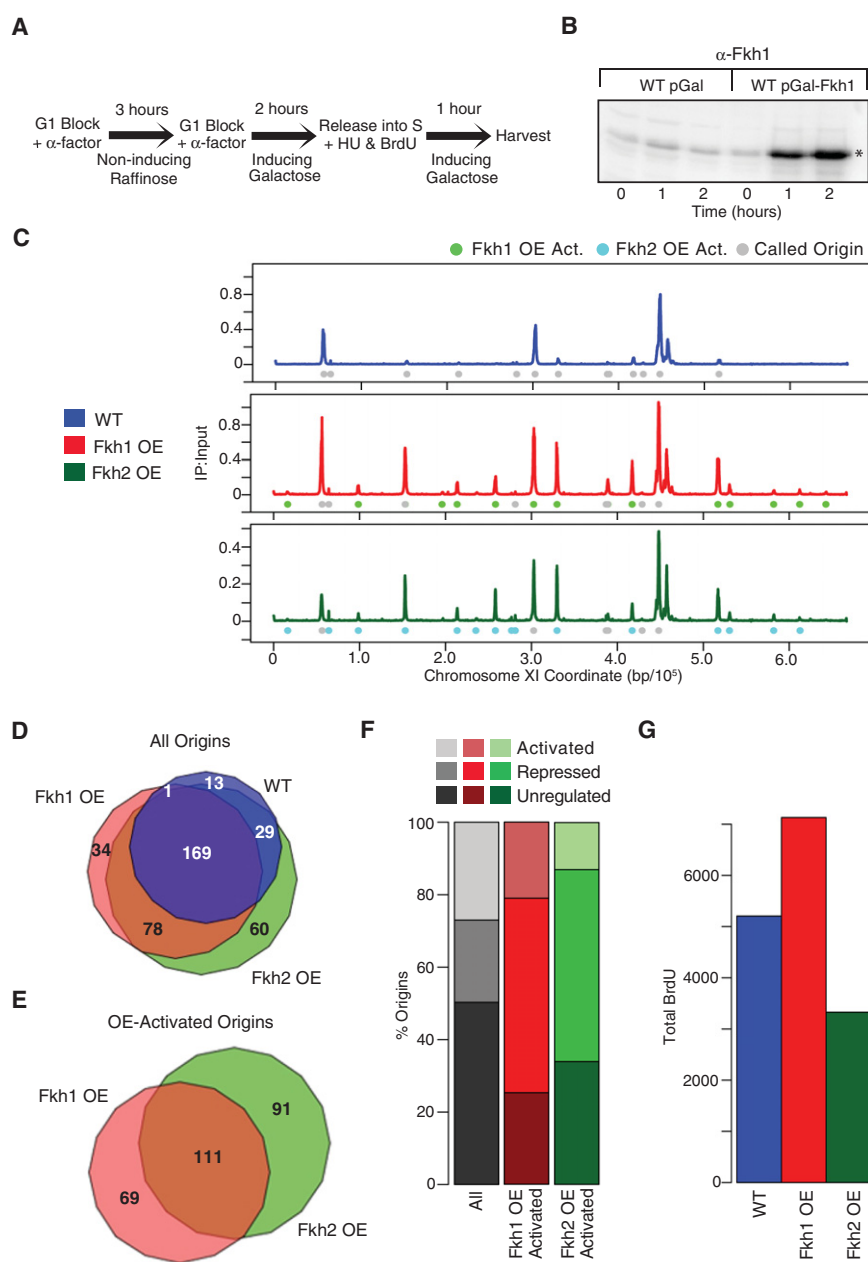 A
G1 Block
+ α-factor
3 hours
Non-inducing
Raffinose
G1 Block
+ α-factor
2 hours
Inducing
Galactose
Release into S
+ HU & BrdU
1 hour
Inducing
Galactose
Harvest
B
α-Fkh1
WT pGal
WT pGal-Fkh1
*
0 1 2 0 1 2
Time (hours)
C
Fkh1 OE Act.
Fkh2 OE Act.
Called Origin
0.8
0.4
0
WT
Fkh1 OE
Fkh2 OE
IP:Input
0.8
0.4
0
0.4
0.2
0
0 1.0 2.0 3.0 4.0 5.0 6.0
Chromosome XI Coordinate (bp/10⁵)
D
All Origins
Fkh1 OE
WT
1
13
29
34
169
78
60
Fkh2 OE
E
OE-Activated Origins
Fkh1 OE
91
111
69
Fkh2 OE
F
Activated
Repressed
Unregulated
100
80
60
40
20
0
% Origins
All
Fkh1 OE
Activated
Fkh2 OE
Activated
G
6000
4000
2000
0
Total BrdU
WT
Fkh1 OE
Fkh2 OE